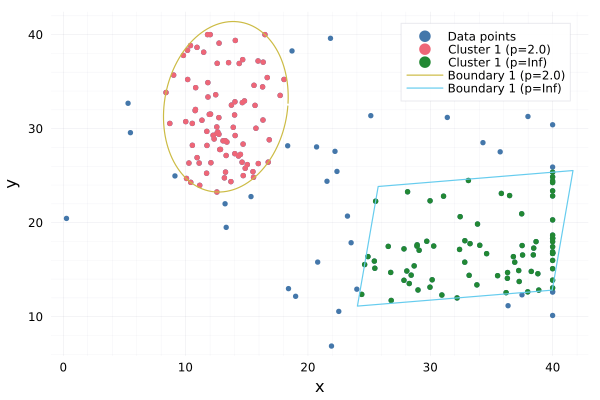 40
30
20
10
0
10
20
30
40
x
y
Data points
Cluster 1 (p=2.0)
Cluster 1 (p=Inf)
Boundary 1 (p=2.0)
Boundary 1 (p=Inf)